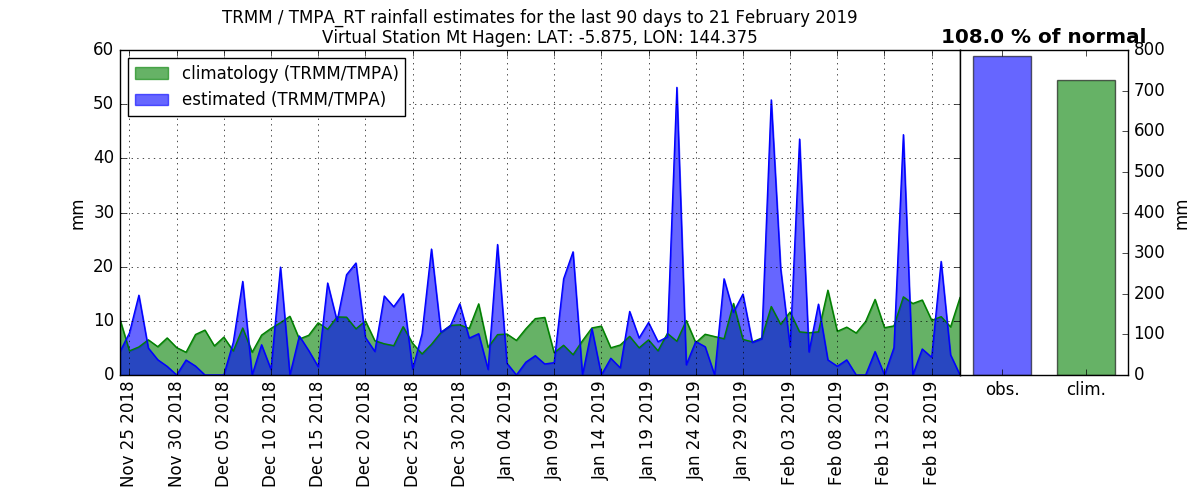 TRMM / TMPA_RT rainfall estimates for the last 90 days to 21 February 2019
Virtual Station Mt Hagen: LAT: -5.875, LON: 144.375
108.0 % of normal
climatology (TRMM/TMPA)
estimated (TRMM/TMPA)
60
50
40
30
20
10
0
mm
Nov 25 2018
Nov 30 2018
Dec 05 2018
Dec 10 2018
Dec 15 2018
Dec 20 2018
Dec 25 2018
Dec 30 2018
Jan 04 2019
Jan 09 2019
Jan 14 2019
Jan 19 2019
Jan 24 2019
Jan 29 2019
Feb 03 2019
Feb 08 2019
Feb 13 2019
Feb 18 2019
obs.
clim.
800
700
600
500
400
300
200
100
0
mm